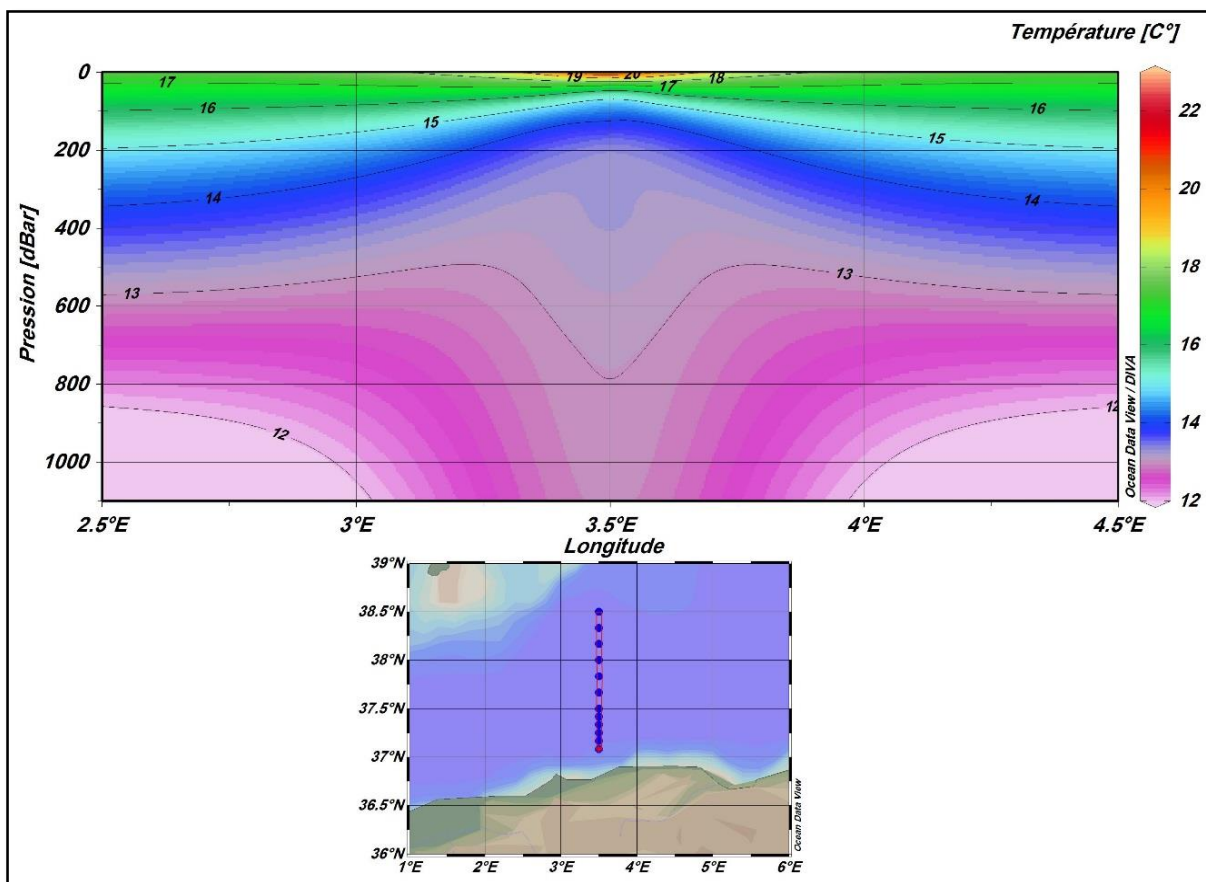 Température [C°]
0
200
400
600
800
1000
Pression [dBar]
17
16
15
14
13
12
19
20
18
17
16
15
14
13
12
22
20
18
16
14
12
Ocean Data View / DIVA
2.5°E
3°E
3.5°E
4°E
4.5°E
Longitude
39°N
38.5°N
38°N
37.5°N
37°N
36.5°N
36°N
1°E
2°E
3°E
4°E
5°E
6°E
Ocean Data View